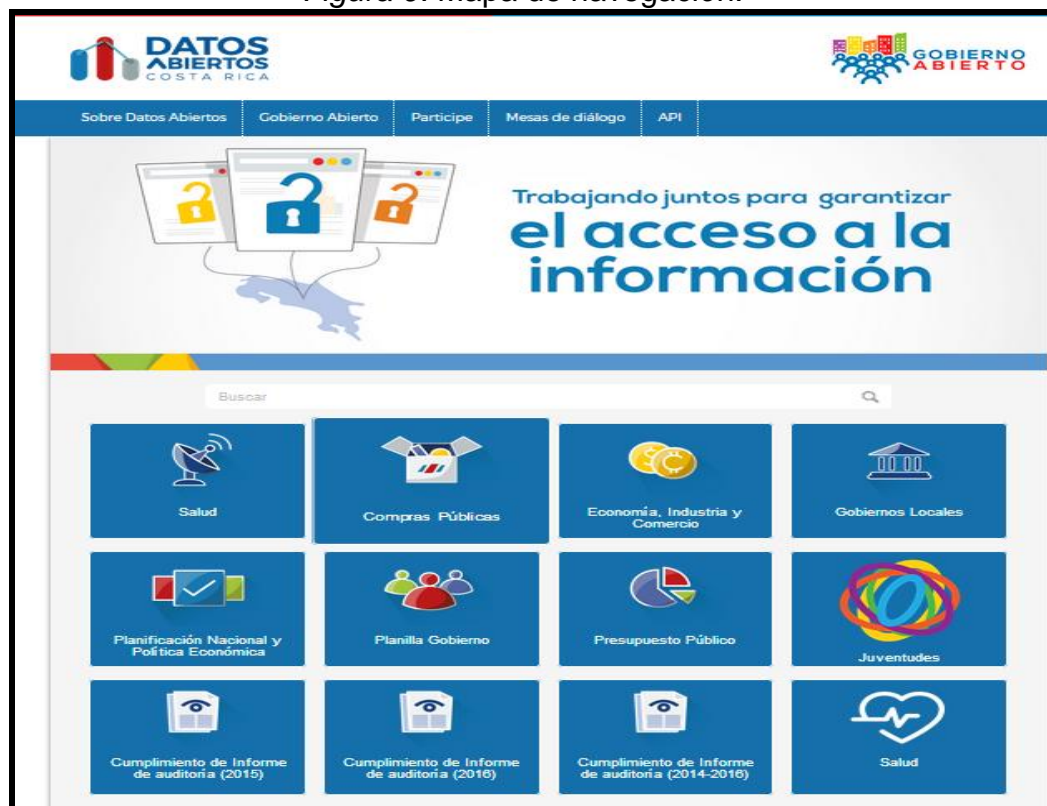 Figura 5. Mapa de navegación.
DATOS
ABIERTOS
COSTA RICA
GOBIERNO
ABIERTO
Sobre Datos Abiertos
Gobierno Abierto
Participe
Mesas de diálogo
API
Trabajando juntos para garantizar
el acceso a la
información
Buscar
Salud
Compras Públicas
Economía, Industria y
Comercio
Gobiernos Locales
Planificación Nacional y
Política Económica
Planilla Gobierno
Presupuesto Público
Juventudes
Cumplimiento de Informe
de auditoría (2015)
Cumplimiento de Informe
de auditoría (2016)
Cumplimiento de Informe
de auditoría (2014-2016)
Salud